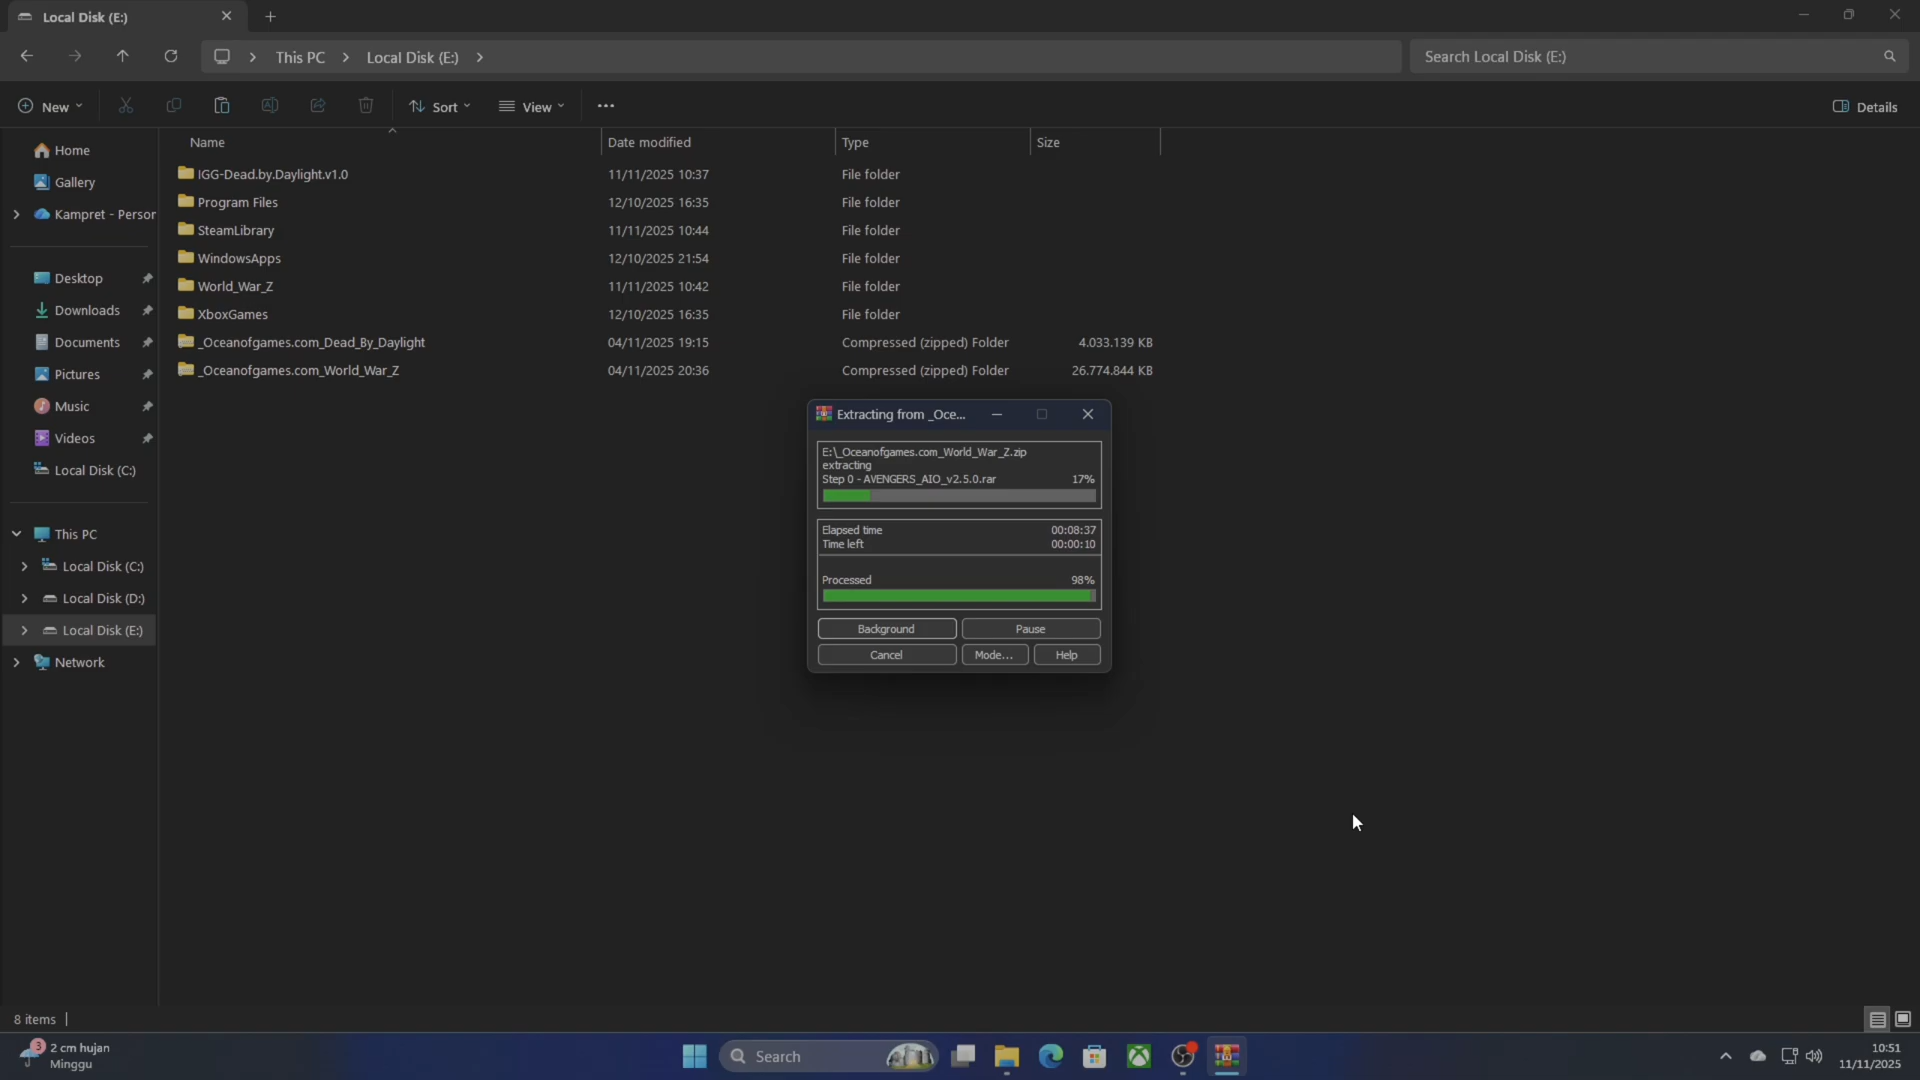 Local Disk (E:)
This PC
Local Disk (E:)
Search Local Disk (E:)
New
Sort
View
Details
Name
Date modified
Type
Size
Home
Gallery
Kampret - Person
Desktop
Downloads
Documents
Pictures
Music
Videos
Local Disk (C:)
This PC
Local Disk (C:)
Local Disk (D:)
Local Disk (E:)
Network
IGG-Dead.by.Daylight.v1.0 11/11/2025 10:37 File folder
Program Files 12/10/2025 16:35 File folder
SteamLibrary 11/11/2025 10:44 File folder
WindowsApps 12/10/2025 21:54 File folder
World_War_Z 11/11/2025 10:42 File folder
XboxGames 12/10/2025 16:35 File folder
_Oceanofgames.com_Dead_By_Daylight 04/11/2025 19:15 Compressed (zipped) Folder 4.033.139 KB
_Oceanofgames.com_World_War_Z 04/11/2025 20:36 Compressed (zipped) Folder 26.774.844 KB
Extracting from _Oce...
E:\_Oceanofgames.com_World_War_Z.zip
extracting
Step 0 - AVENGERS_AIO_v2.5.0.rar 17%
Elapsed time 00:08:37
Time left 00:00:10
Processed 98%
Background
Pause
Cancel
Mode...
Help
8 items
3
2 cm hujan
Minggu
Search
10:51
11/11/2025